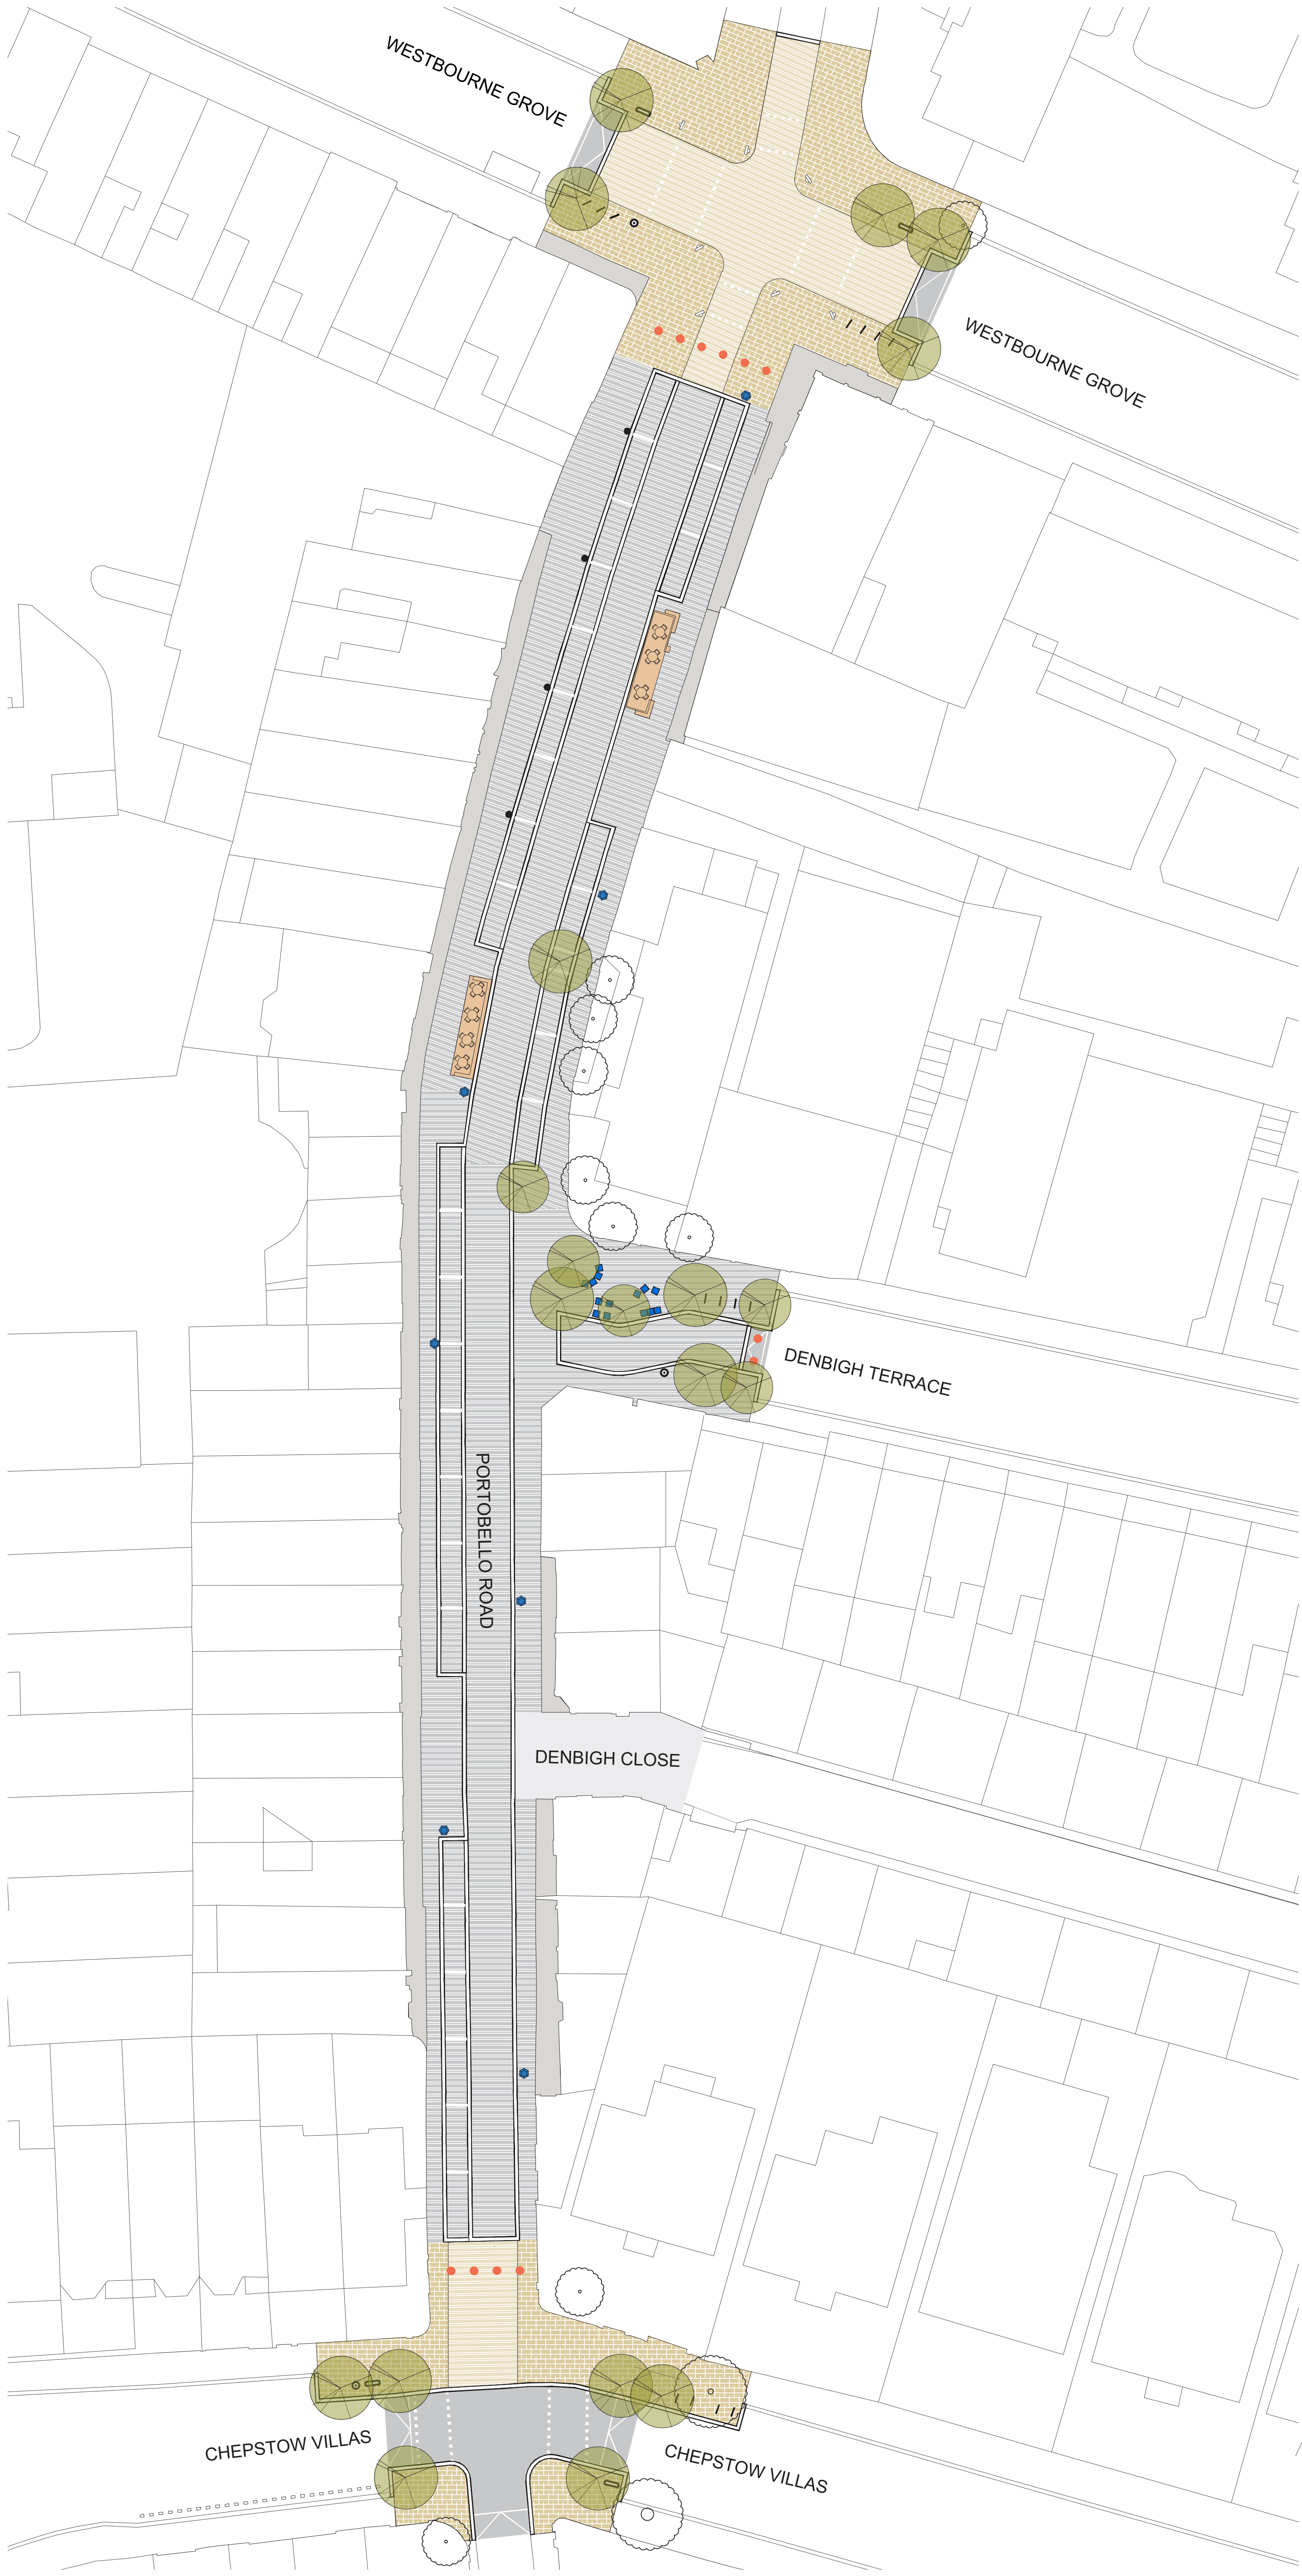 WESTBOURNE GROVE
WESTBOURNE GROVE
DENBIGH TERRACE
PORTOBELLO ROAD
DENBIGH CLOSE
CHEPSTOW VILLAS
CHEPSTOW VILLAS